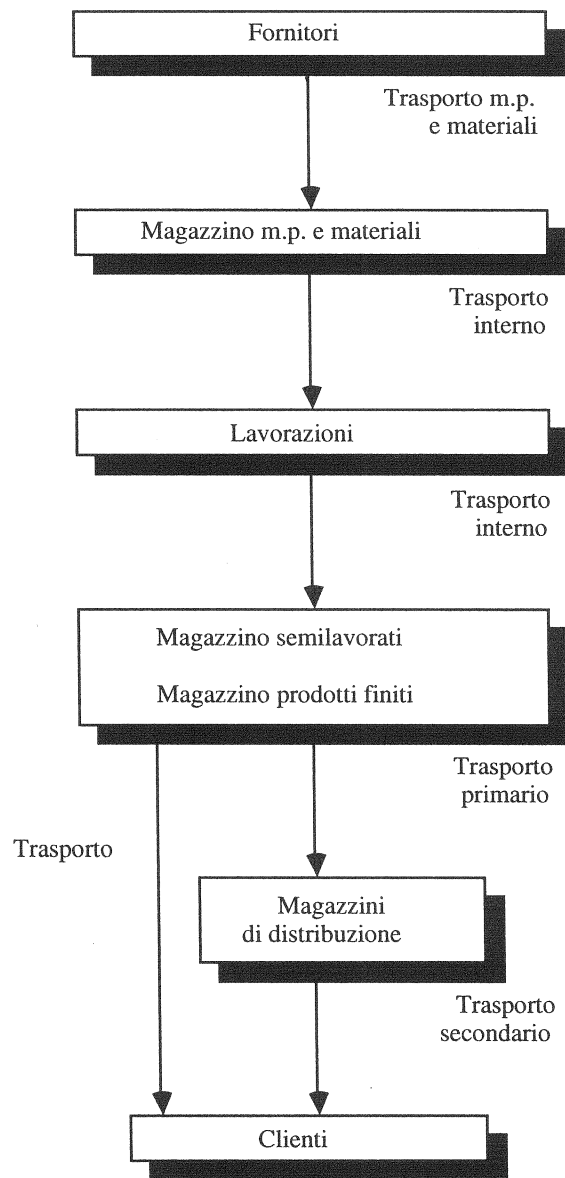 Fornitori
Trasporto m.p.
e materiali
Magazzino m.p. e materiali
Trasporto
interno
Lavorazioni
Trasporto
interno
Magazzino semilavorati
Magazzino prodotti finiti
Trasporto
primario
Trasporto
Magazzini
di distribuzione
Trasporto
secondario
Clienti